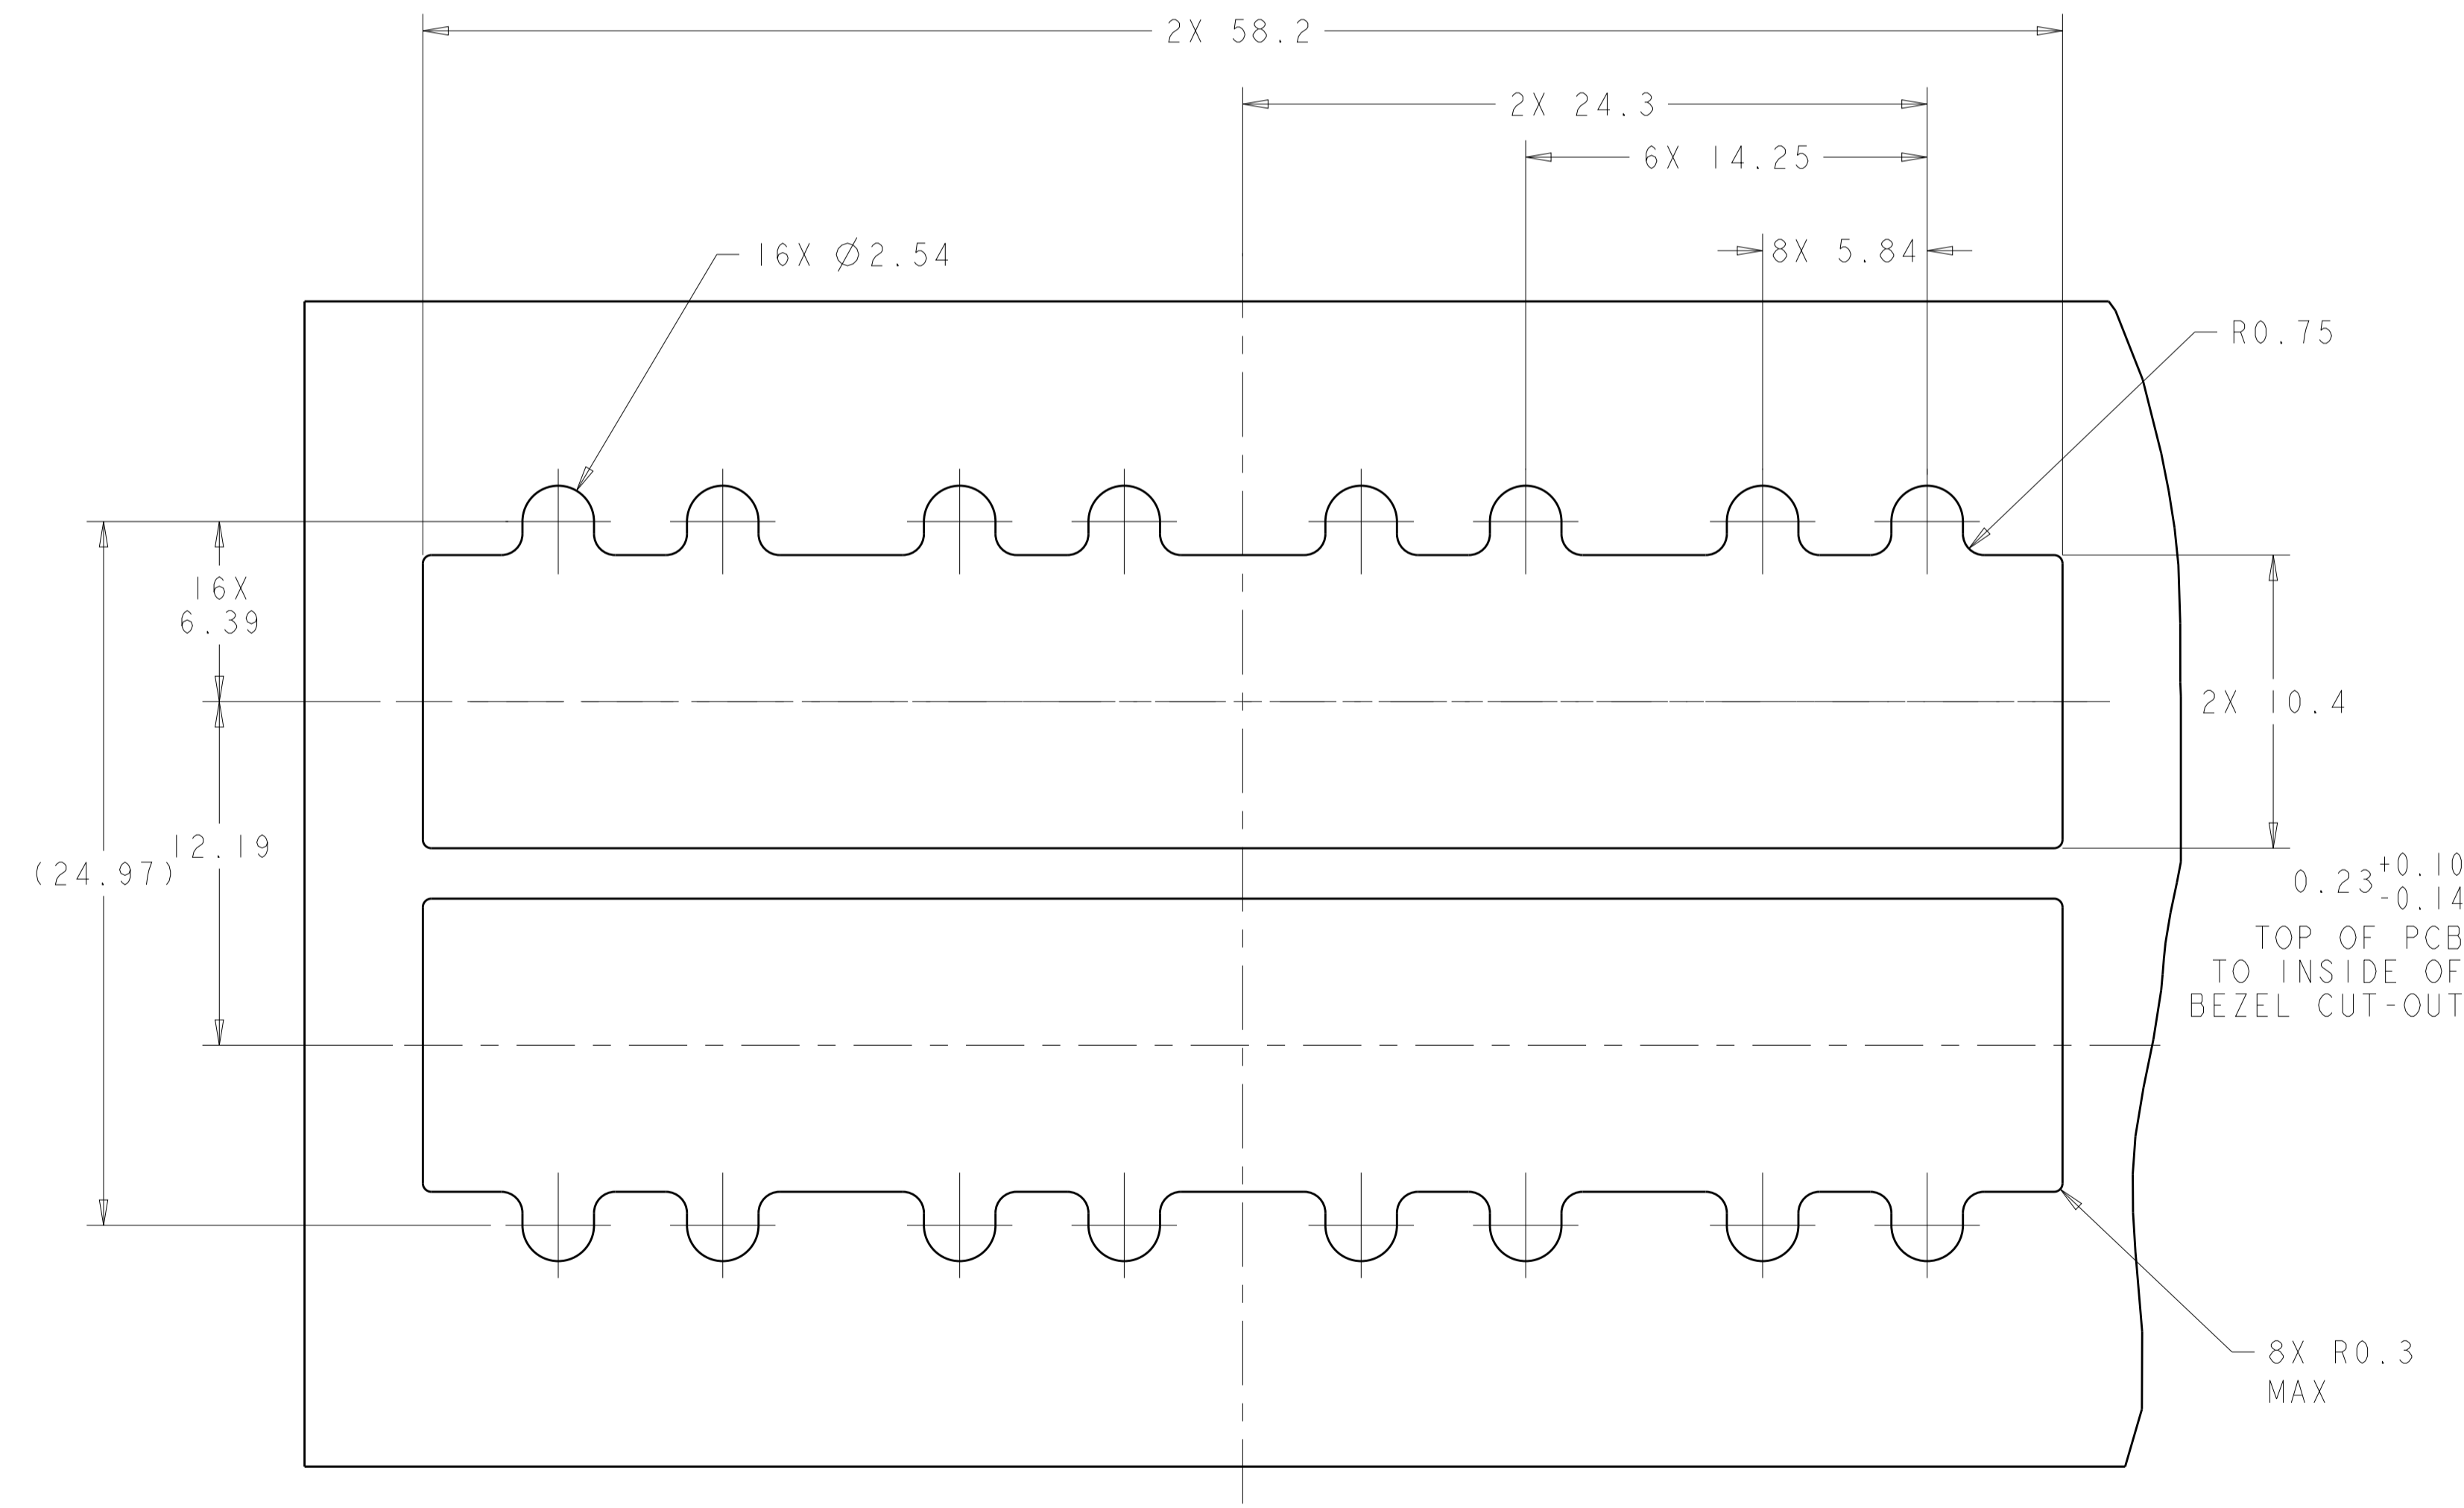 2X 58.2
2X 24.3
6X 14.25
8X 5.84
16X Ø2.54
R0.75
16X
6.39
2X 10.4
12.19
(24.97)
0.23 +0.10
-0.14
TOP OF PCB
TO INSIDE OF
BEZEL CUT-OUT
8X R0.3
MAX